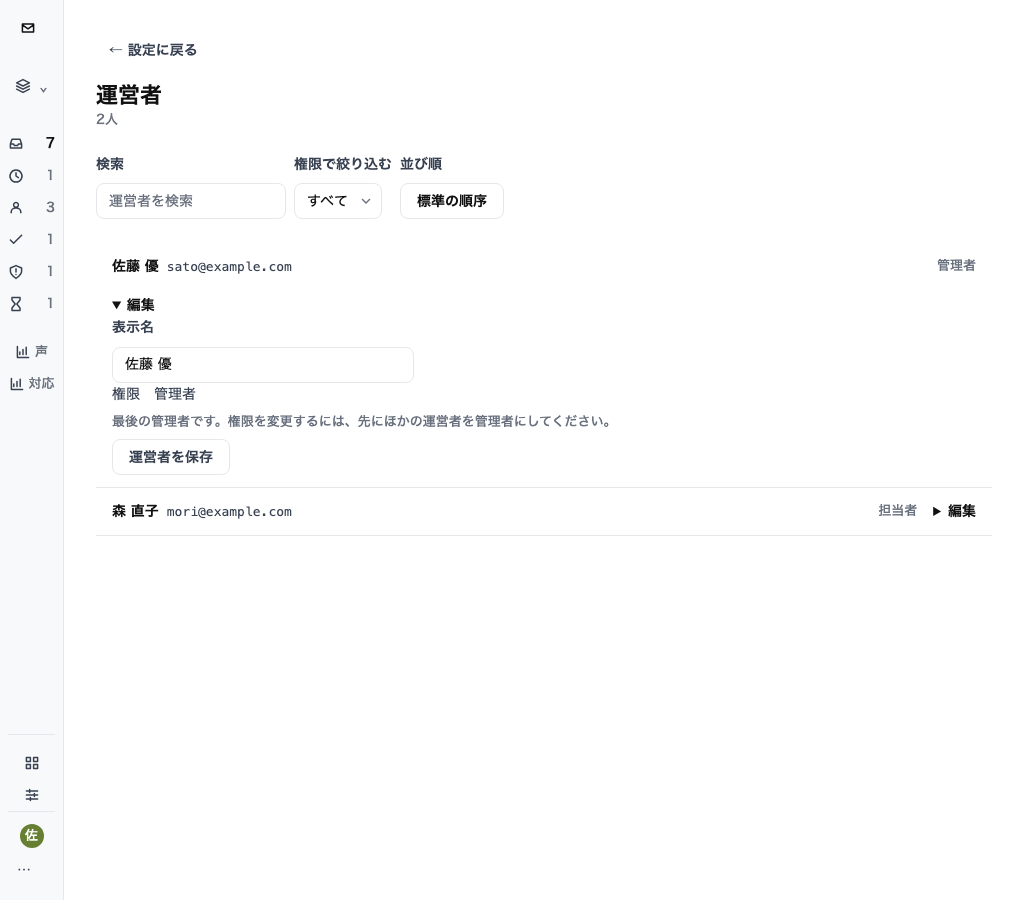 ← 設定に戻る
運営者
2人
検索 権限で絞り込む 並び順
運営者を検索 すべて 標準の順序
佐藤 優 sato@example.com 管理者
▼ 編集
表示名
佐藤 優
権限 管理者
最後の管理者です。権限を変更するには、先にほかの運営者を管理者にしてください。
運営者を保存
森 直子 mori@example.com 担当者 ▶ 編集
7
1
3
1
1
1
声
対応
佐
…